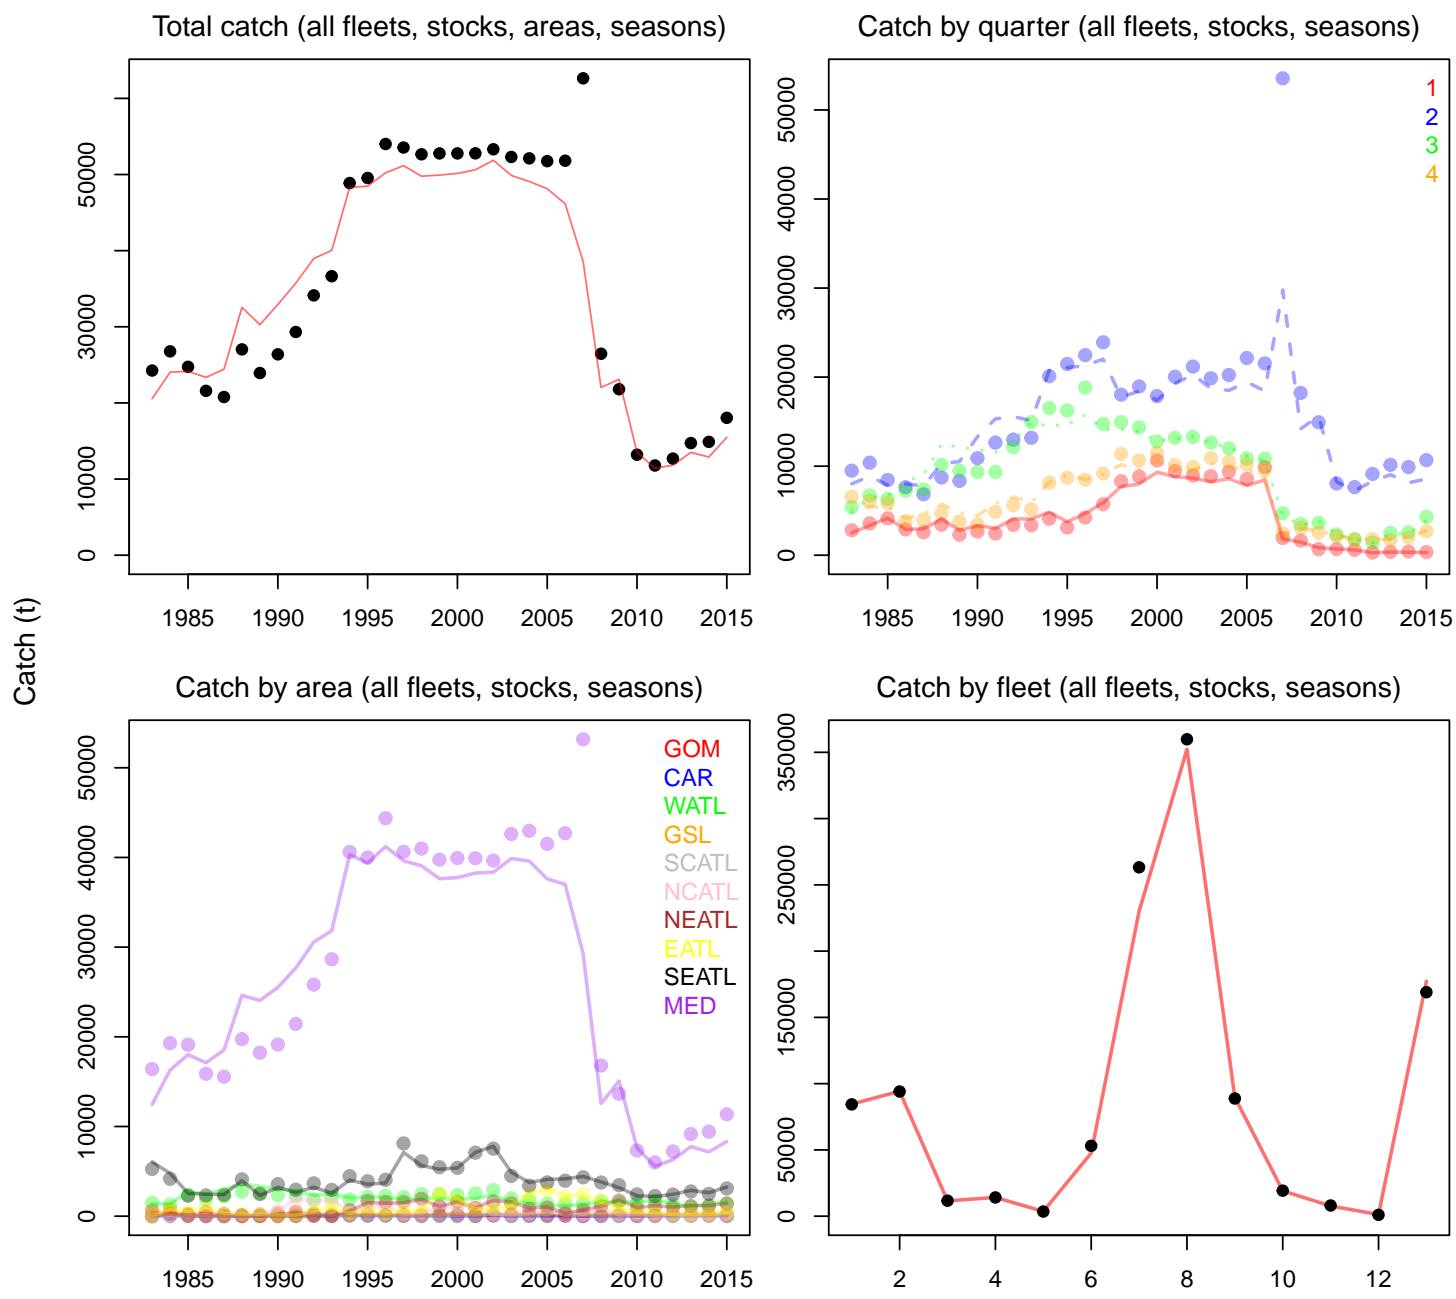 Total catch (all fleets, stocks, areas, seasons)
0
10000
30000
50000
1985 1990 1995 2000 2005 2010 2015
Catch by quarter (all fleets, stocks, seasons)
0
10000
20000
30000
40000
50000
1
2
3
4
1985 1990 1995 2000 2005 2010 2015
Catch (t)
Catch by area (all fleets, stocks, seasons)
0
10000
20000
30000
40000
50000
GOM
CAR
WATL
GSL
SCATL
NCATL
NEATL
EATL
SEATL
MED
1985 1990 1995 2000 2005 2010 2015
Catch by fleet (all fleets, stocks, seasons)
0
50000
150000
250000
350000
2 4 6 8 10 12